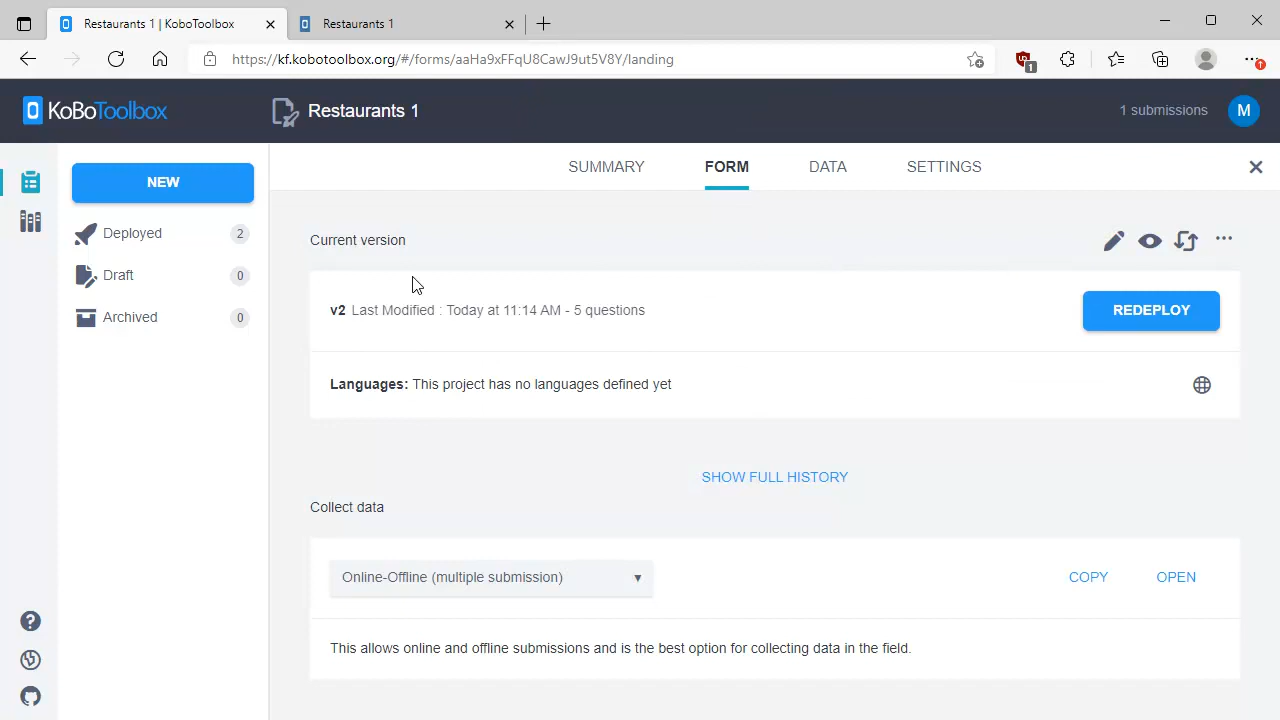 Restaurants 1 | KoboToolbox
Restaurants 1
https://kf.kobotoolbox.org/#/forms/aaHa9xFFqU8CawJ9ut5V8Y/landing
1
KoBoToolbox
Restaurants 1
1 submissions
M
NEW
SUMMARY
FORM
DATA
SETTINGS
Deployed
2
Draft
0
Archived
0
Current version
v2 Last Modified : Today at 11:14 AM - 5 questions
REDEPLOY
Languages: This project has no languages defined yet
SHOW FULL HISTORY
Collect data
Online-Offline (multiple submission)
COPY
OPEN
This allows online and offline submissions and is the best option for collecting data in the field.